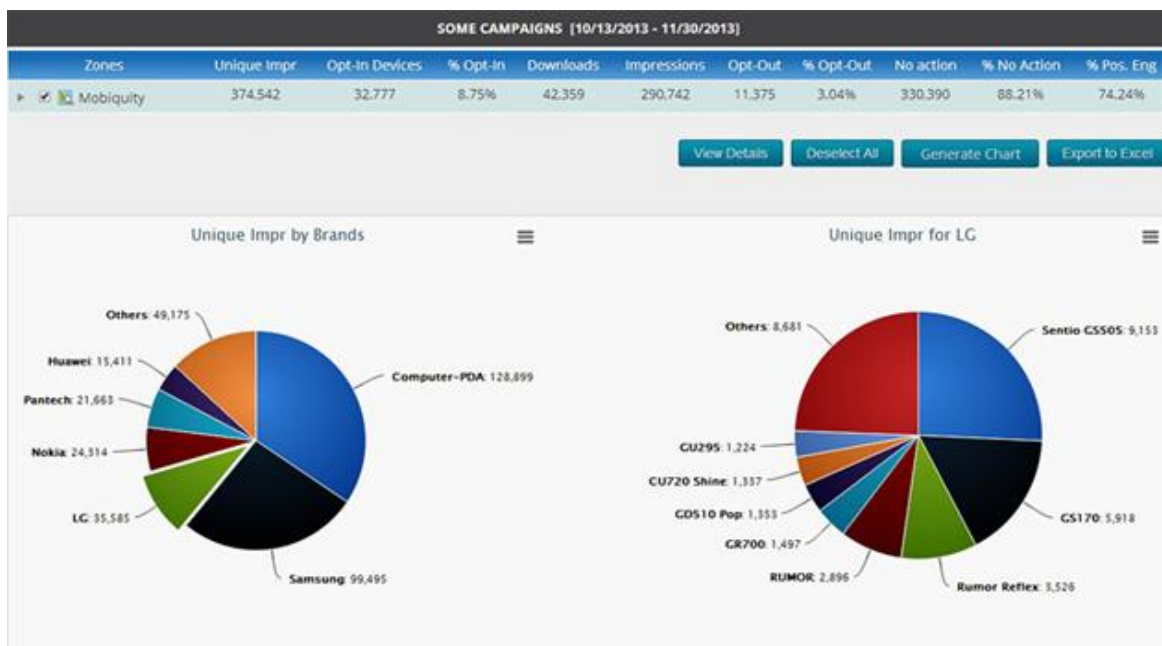 SOME CAMPAIGNS [10/13/2013 - 11/30/2013]
Zones Unique Impr Opt-In Devices % Opt-In Downloads Impressions Opt-Out % Opt-Out No action % No Action % Pos. Eng
Mobiquity 374.542 32.777 8.75% 42.359 290.742 11.375 3.04% 330.390 88.21% 74.24%
View Details Deselect All Generate Chart Export to Excel
Unique Impr by Brands
Others: 49,175
Huawei: 15,411
Computer-PDA: 128,899
Pantech: 21,663
Nokia: 24,314
LG: 35,585
Samsung: 99,495
Unique Impr for LG
Others: 8,681
Sentio GS505: 9,153
GU295: 1,224
CU720 Shine: 1,337
GD510 Pop: 1,353
GS170: 5,918
GR700: 1,497
RUMOR: 2,896
Rumor Reflex: 3,526